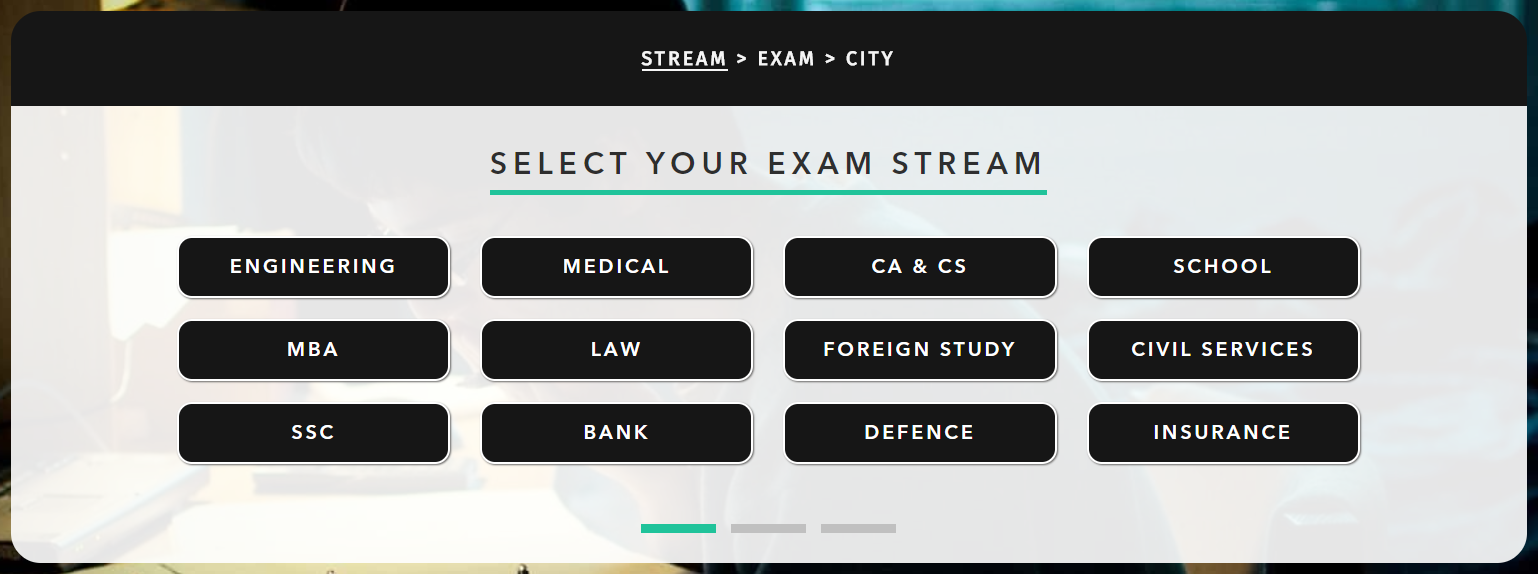 STREAM > EXAM > CITY
SELECT YOUR EXAM STREAM
ENGINEERING MEDICAL CA & CS SCHOOL
MBA LAW FOREIGN STUDY CIVIL SERVICES
SSC BANK DEFENCE INSURANCE